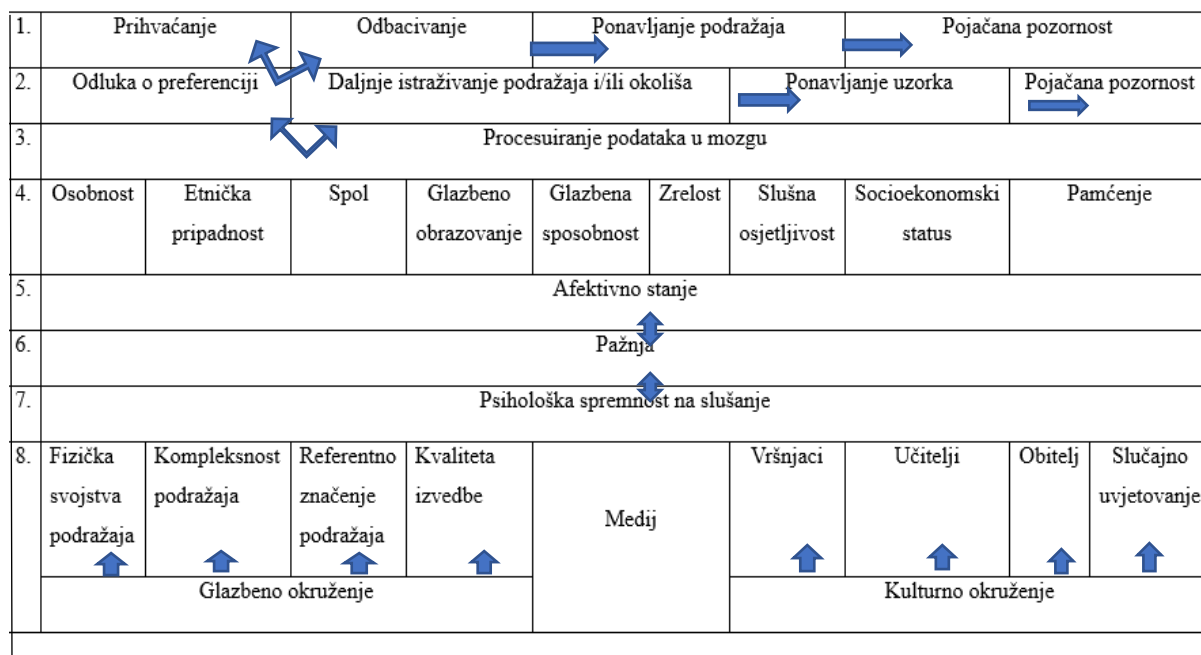 1. Prihvaćanje Odbacivanje Ponavljanje podražaja Pojačana pozornost
2. Odluka o preferenciji Daljnje istraživanje podražaja i/ili okoliša Ponavljanje uzorka Pojačana pozornost
3. Procesuiranje podataka u mozgu
4. Osobnost Etnička Spol Glazbeno Glazbena Zrelost Slušna Socioekonomski Pamćenje
pripadnost obrazovanje sposobnost osjetljivost status
5. Afektivno stanje
6. Pažnja
7. Psihološka spremnost na slušanje
8. Fizička Kompleksnost Referentno Kvaliteta Vršnjaci Učitelji Obitelj Slučajno
svojstva podražaja značenje izvedbe uvjetovanje
podražaja podražaja Medij
Glazbeno okruženje Kulturno okruženje